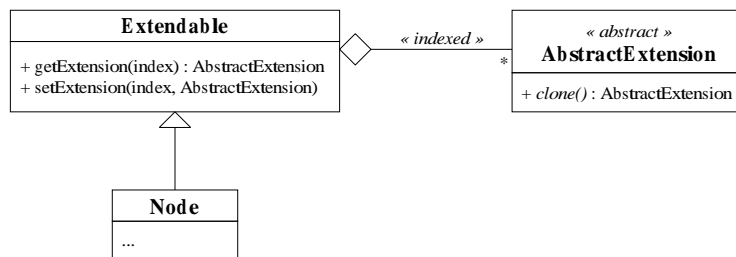 Extendable
+ getExtension(index) : AbstractExtension
+ setExtension(index, AbstractExtension)
« indexed »
*
« abstract »
AbstractExtension
+ clone() : AbstractExtension
Node
...